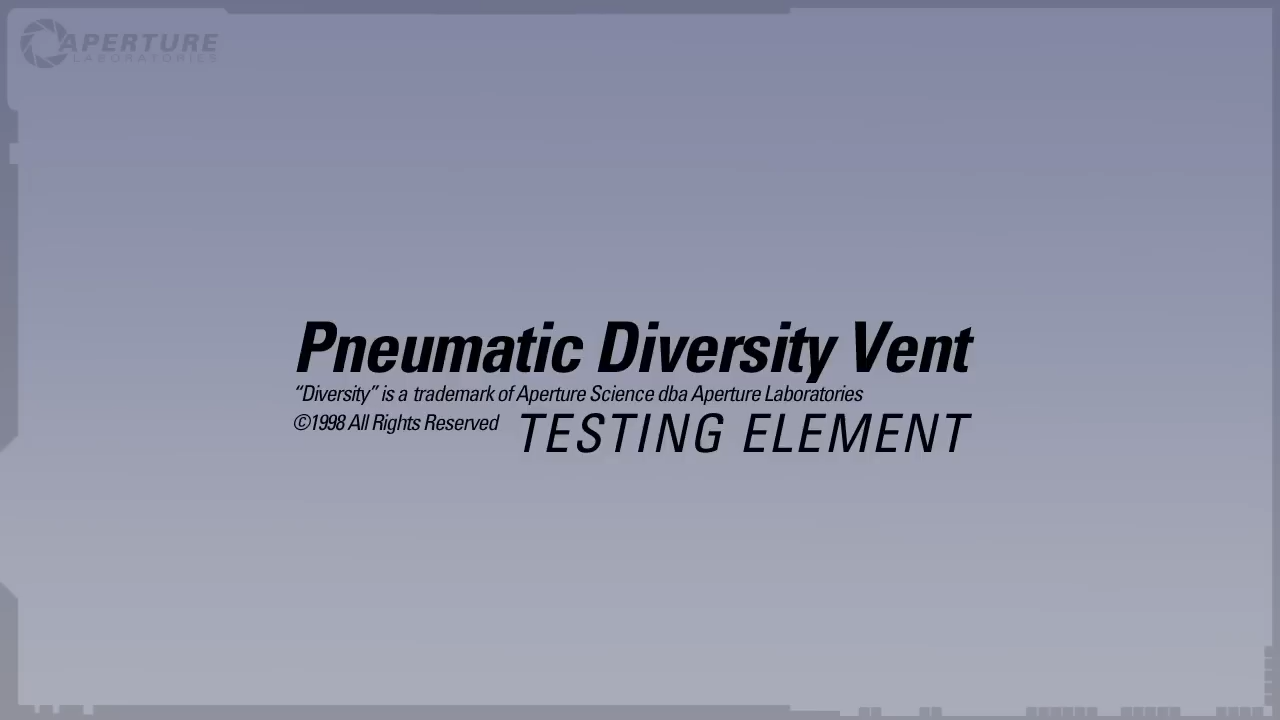 APERTURE
LABORATORIES
Pneumatic Diversity Vent
“Diversity” is a trademark of Aperture Science dba Aperture Laboratories
©1998 All Rights Reserved
TESTING ELEMENT